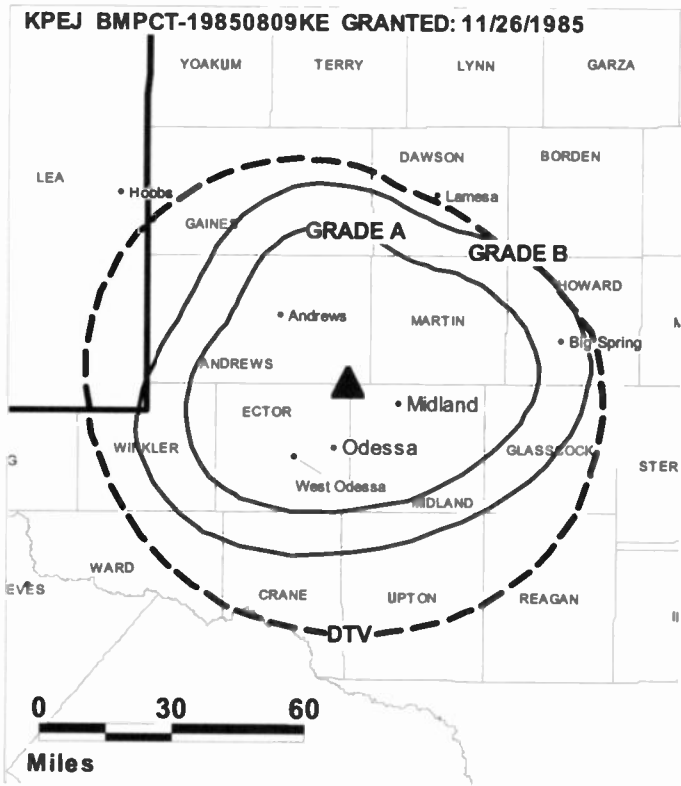 KPEJ BMPCT-19850809KE GRANTED: 11/26/1985
YOAKUM TERRY LYNN GARZA
DAWSON BORDEN
LEA
Hobbs
Lamesa
GAINES
GRADE A
GRADE B
HOWARD
Andrews
MARTIN
M
Big Spring
ANDREWS
Midland
ECTOR
WINKLER
Odessa
GLASSCOCK
G
STER
West Odessa
MIDLAND
WARD
EVES
CRANE
UPTON
REAGAN
DTV
0 30 60
Miles